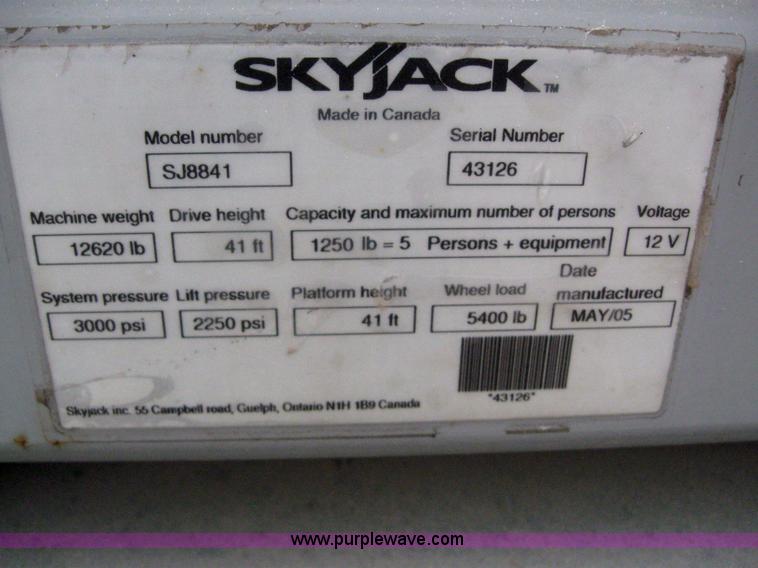 SKYJACK™
Made in Canada
Model number Serial Number
SJ8841 43126
Machine weight Drive height Capacity and maximum number of persons Voltage
12620 lb 41 ft 1250 lb = 5 Persons + equipment 12 V
System pressure Lift pressure Platform height Wheel load Date manufactured
3000 psi 2250 psi 41 ft 5400 lb MAY/05
*43126*
Skyjack inc. 55 Campbell road, Guelph, Ontario N1H 1B9 Canada
www.purplewave.com